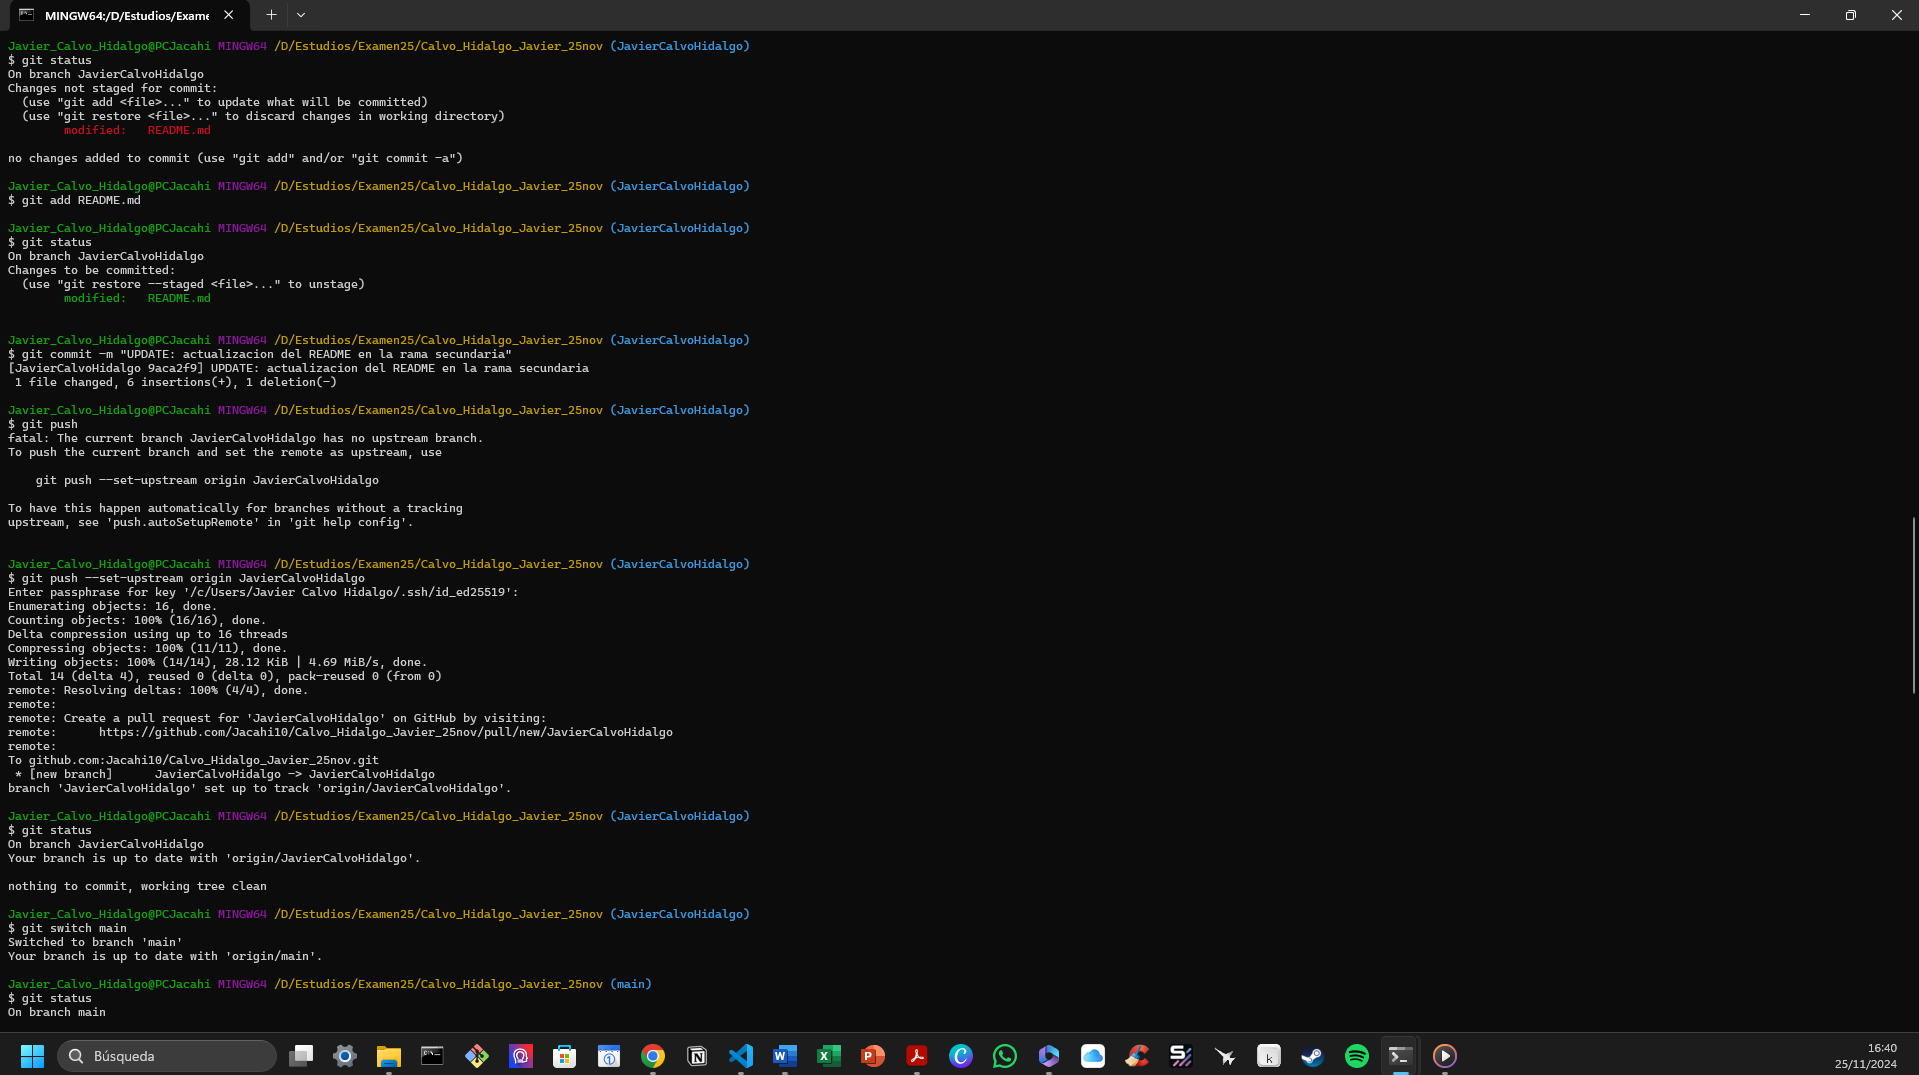 MINGW64:/D/Estudios/Exame
Javier_Calvo_Hidalgo@PCJacahi MINGW64 /D/Estudios/Examen25/Calvo_Hidalgo_Javier_25nov (JavierCalvoHidalgo)
$ git status
On branch JavierCalvoHidalgo
Changes not staged for commit:
  (use "git add <file>..." to update what will be committed)
  (use "git restore <file>..." to discard changes in working directory)
        modified:   README.md
no changes added to commit (use "git add" and/or "git commit -a")
Javier_Calvo_Hidalgo@PCJacahi MINGW64 /D/Estudios/Examen25/Calvo_Hidalgo_Javier_25nov (JavierCalvoHidalgo)
$ git add README.md
Javier_Calvo_Hidalgo@PCJacahi MINGW64 /D/Estudios/Examen25/Calvo_Hidalgo_Javier_25nov (JavierCalvoHidalgo)
$ git status
On branch JavierCalvoHidalgo
Changes to be committed:
  (use "git restore --staged <file>..." to unstage)
        modified:   README.md
Javier_Calvo_Hidalgo@PCJacahi MINGW64 /D/Estudios/Examen25/Calvo_Hidalgo_Javier_25nov (JavierCalvoHidalgo)
$ git commit -m "UPDATE: actualizacion del README en la rama secundaria"
[JavierCalvoHidalgo 9aca2f9] UPDATE: actualizacion del README en la rama secundaria
 1 file changed, 6 insertions(+), 1 deletion(-)
Javier_Calvo_Hidalgo@PCJacahi MINGW64 /D/Estudios/Examen25/Calvo_Hidalgo_Javier_25nov (JavierCalvoHidalgo)
$ git push
fatal: The current branch JavierCalvoHidalgo has no upstream branch.
To push the current branch and set the remote as upstream, use
    git push --set-upstream origin JavierCalvoHidalgo
To have this happen automatically for branches without a tracking
upstream, see 'push.autoSetupRemote' in 'git help config'.
Javier_Calvo_Hidalgo@PCJacahi MINGW64 /D/Estudios/Examen25/Calvo_Hidalgo_Javier_25nov (JavierCalvoHidalgo)
$ git push --set-upstream origin JavierCalvoHidalgo
Enter passphrase for key '/c/Users/Javier Calvo Hidalgo/.ssh/id_ed25519':
Enumerating objects: 16, done.
Counting objects: 100% (16/16), done.
Delta compression using up to 16 threads
Compressing objects: 100% (11/11), done.
Writing objects: 100% (14/14), 28.12 KiB | 4.69 MiB/s, done.
Total 14 (delta 4), reused 0 (delta 0), pack-reused 0 (from 0)
remote: Resolving deltas: 100% (4/4), done.
remote:
remote: Create a pull request for 'JavierCalvoHidalgo' on GitHub by visiting:
remote:      https://github.com/Jacahi10/Calvo_Hidalgo_Javier_25nov/pull/new/JavierCalvoHidalgo
remote:
To github.com:Jacahi10/Calvo_Hidalgo_Javier_25nov.git
 * [new branch]      JavierCalvoHidalgo -> JavierCalvoHidalgo
branch 'JavierCalvoHidalgo' set up to track 'origin/JavierCalvoHidalgo'.
Javier_Calvo_Hidalgo@PCJacahi MINGW64 /D/Estudios/Examen25/Calvo_Hidalgo_Javier_25nov (JavierCalvoHidalgo)
$ git status
On branch JavierCalvoHidalgo
Your branch is up to date with 'origin/JavierCalvoHidalgo'.
nothing to commit, working tree clean
Javier_Calvo_Hidalgo@PCJacahi MINGW64 /D/Estudios/Examen25/Calvo_Hidalgo_Javier_25nov (JavierCalvoHidalgo)
$ git switch main
Switched to branch 'main'
Your branch is up to date with 'origin/main'.
Javier_Calvo_Hidalgo@PCJacahi MINGW64 /D/Estudios/Examen25/Calvo_Hidalgo_Javier_25nov (main)
$ git status
On branch main
Búsqueda
16:40
25/11/2024